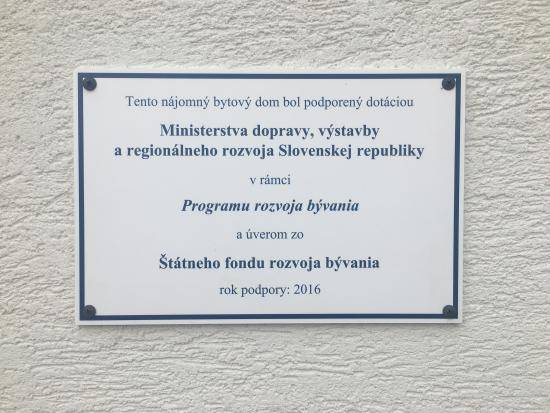 Tento nájomný bytový dom bol podporený dotáciou
Ministerstva dopravy, výstavby
a regionálneho rozvoja Slovenskej republiky
v rámci
Programu rozvoja bývania
a úverom zo
Štátneho fondu rozvoja bývania
rok podpory: 2016